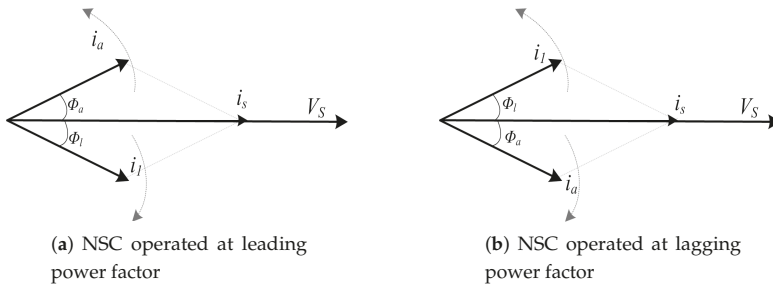 i_a
Φ_a
Φ_l
i_l
i_s
V_S
(a) NSC operated at leading
power factor
i_l
Φ_l
Φ_a
i_a
i_s
V_S
(b) NSC operated at lagging
power factor